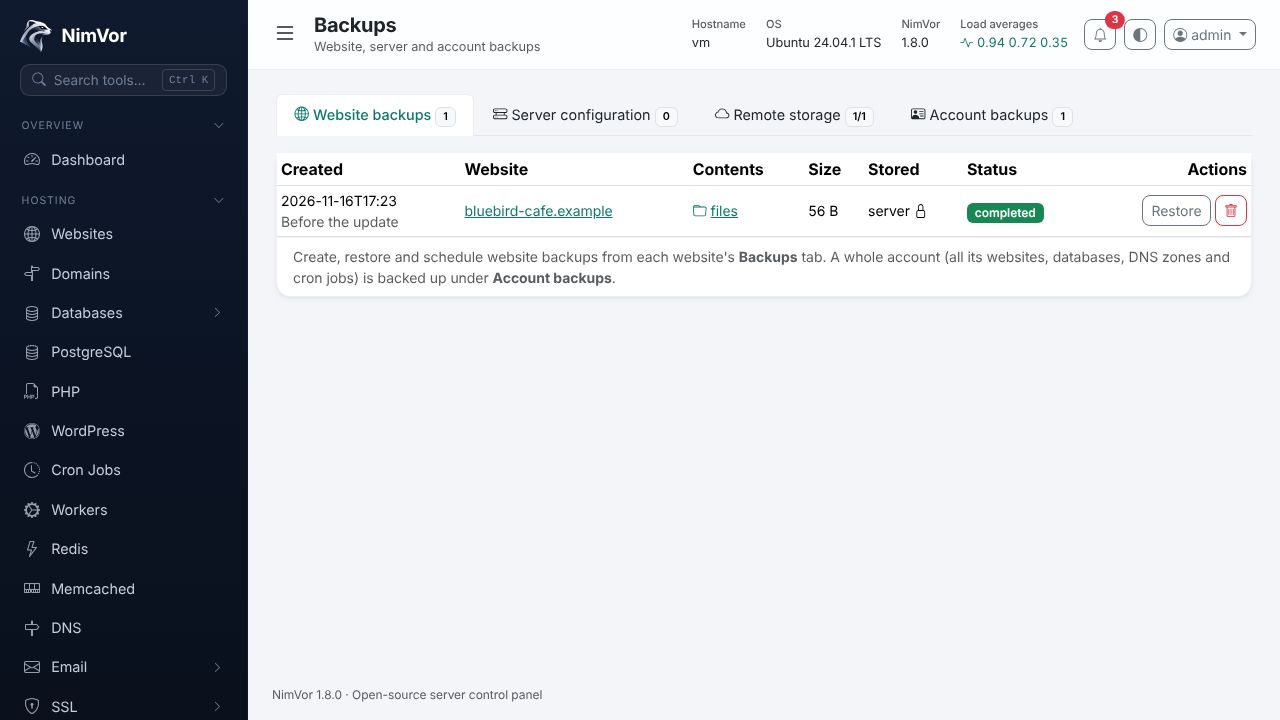 NimVor
Search tools...
Ctrl K
OVERVIEW
Dashboard
HOSTING
Websites
Domains
Databases
PostgreSQL
PHP
WordPress
Cron Jobs
Workers
Redis
Memcached
DNS
Email
SSL
Backups
Website, server and account backups
Hostname
vm
OS
Ubuntu 24.04.1 LTS
NimVor
1.8.0
Load averages
0.94 0.72 0.35
3
admin
Website backups 1
Server configuration 0
Remote storage 1/1
Account backups 1
Created Website Contents Size Stored Status Actions
2026-11-16T17:23 bluebird-cafe.example files 56 B server completed Restore
Before the update
Create, restore and schedule website backups from each website's Backups tab. A whole account (all its websites, databases, DNS zones and
cron jobs) is backed up under Account backups.
NimVor 1.8.0 · Open-source server control panel